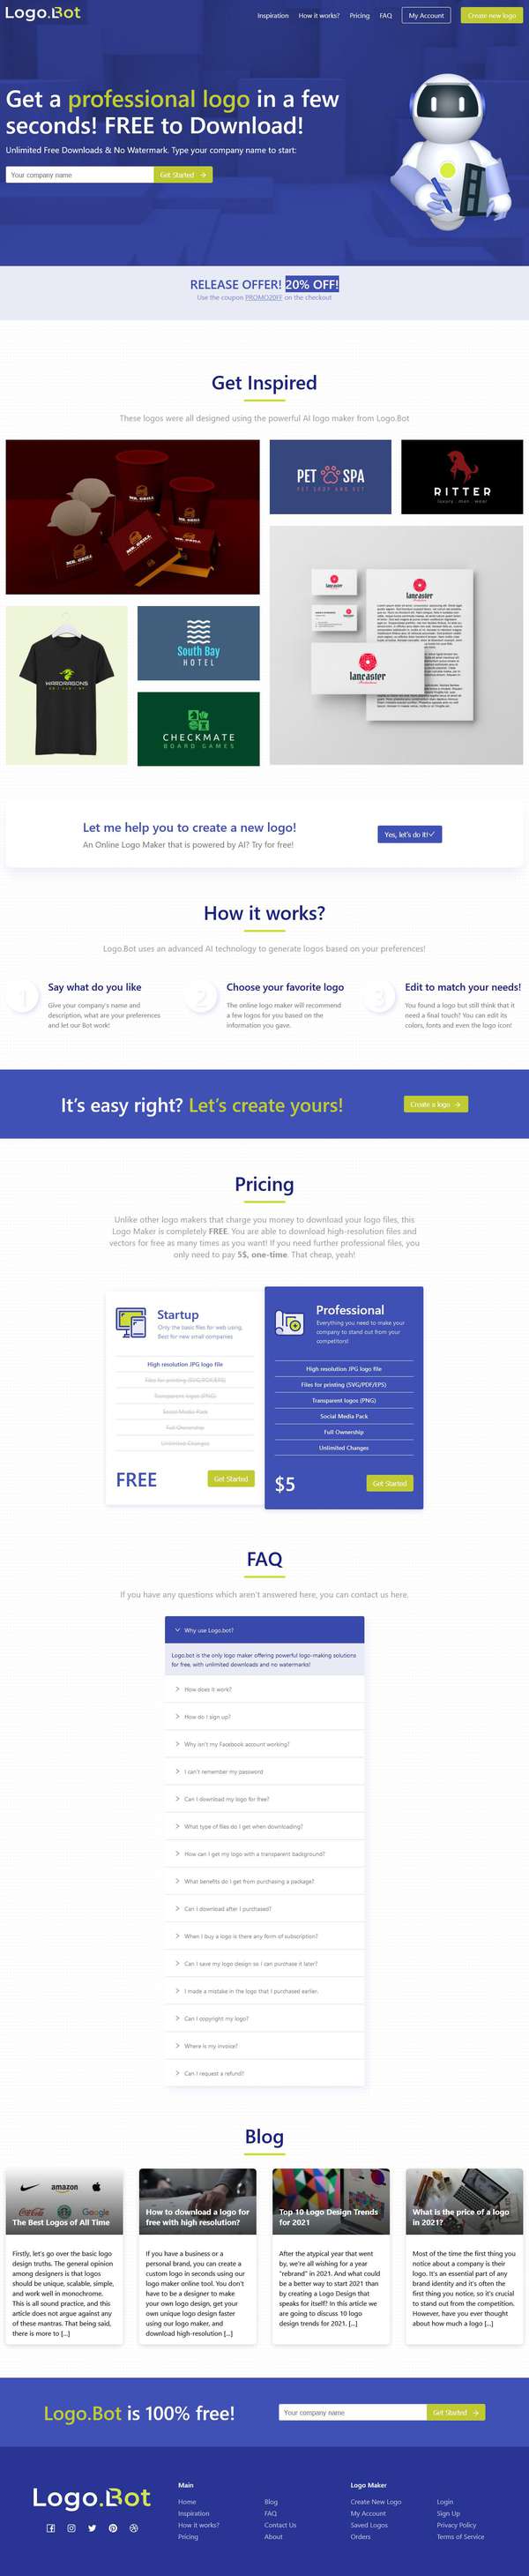 Logo.Bot
Inspiration How it works? Pricing FAQ My Account Create new logo
Get a professional logo in a few
seconds! FREE to Download!
Unlimited Free Downloads & No Watermark. Type your company name to start:
Your company name Get Started
RELEASE OFFER! 20% OFF!
Use the coupon PROMO20FF on the checkout
Get Inspired
These logos were all designed using the powerful AI logo maker from Logo.Bot
MR. GRILL
PET SPA
PET SHOP AND VET
RITTER
luxury men wear
lancaster
lancaster
WARDRAGONS
South Bay
HOTEL
CHECKMATE
BOARD GAMES
Let me help you to create a new logo!
An Online Logo Maker that is powered by AI? Try for free!
Yes, let's do it!
How it works?
Logo.Bot uses an advanced AI technology to generate logos based on your preferences!
1
Say what do you like
Give your company's name and
description, what are your preferences
and let our Bot work!
2
Choose your favorite logo
The online logo maker will recommend
a few logos for you based on the
information you gave.
3
Edit to match your needs!
You found a logo but still think that it
need a final touch? You can edit its
colors, fonts and even the logo icon!
It's easy right? Let's create yours!
Create a logo
Pricing
Unlike other logo makers that charge you money to download your logo files, this
Logo Maker is completely FREE. You are able to download high-resolution files and
vectors for free as many times as you want! If you need further professional files, you
only need to pay 5$, one-time. That cheap, yeah!
Startup
Only the basic files for web using.
Best for new small companies
High resolution JPG logo file
Files for printing (SVG/PDF/EPS)
Transparent logos (PNG)
Social Media Pack
Full Ownership
Unlimited Changes
FREE
Get Started
Professional
Everything you need to make your
company to stand out from your
competitors!
High resolution JPG logo file
Files for printing (SVG/PDF/EPS)
Transparent logos (PNG)
Social Media Pack
Full Ownership
Unlimited Changes
$5
Get Started
FAQ
If you have any questions which aren't answered here, you can contact us here.
Why use Logo.bot?
Logo.bot is the only logo maker offering powerful logo-making solutions
for free, with unlimited downloads and no watermarks!
How does it work?
How do I sign up?
Why isn't my Facebook account working?
I can't remember my password
Can I download my logo for free?
What type of files do I get when downloading?
How can I get my logo with a transparent background?
What benefits do I get from purchasing a package?
Can I download after I purchased?
When I buy a logo is there any form of subscription?
Can I save my logo design so I can purchase it later?
I made a mistake in the logo that I purchased earlier.
Can I copyright my logo?
Where is my invoice?
Can I request a refund?
Blog
amazon
Coca-Cola Google
The Best Logos of All Time
Firstly, let's go over the basic logo
design truths. The general opinion
among designers is that logos
should be unique, scalable, simple,
and work well in monochrome.
This is all sound practice, and this
article does not argue against any
of these mantras. That being said,
there is more to [...]
How to download a logo for
free with high resolution?
If you have a business or a
personal brand, you can create a
custom logo in seconds using our
logo maker online tool. You don't
have to be a designer to make
your own logo design, get your
own unique logo design faster
using our logo maker, and
download high-resolution [...]
Top 10 Logo Design Trends
for 2021
After the atypical year that went
by, we're all wishing for a year
"rebrand" in 2021. And what could
be a better way to start 2021 than
by creating a Logo Design that
speaks for itself? In this article we
are going to discuss 10 logo
design trends for 2021. [...]
What is the price of a logo
in 2021?
Most of the time the first thing you
notice about a company is their
logo. It's an essential part of any
brand identity and it's often the
first thing you notice, so it's crucial
to stand out from the competition.
However, have you ever thought
about how much a logo [...]
Logo.Bot is 100% free!
Your company name Get Started
Logo.Bot
Main
Home
Inspiration
How it works?
Pricing
Blog
FAQ
Contact Us
About
Logo Maker
Create New Logo
My Account
Saved Logos
Orders
Login
Sign Up
Privacy Policy
Terms of Service